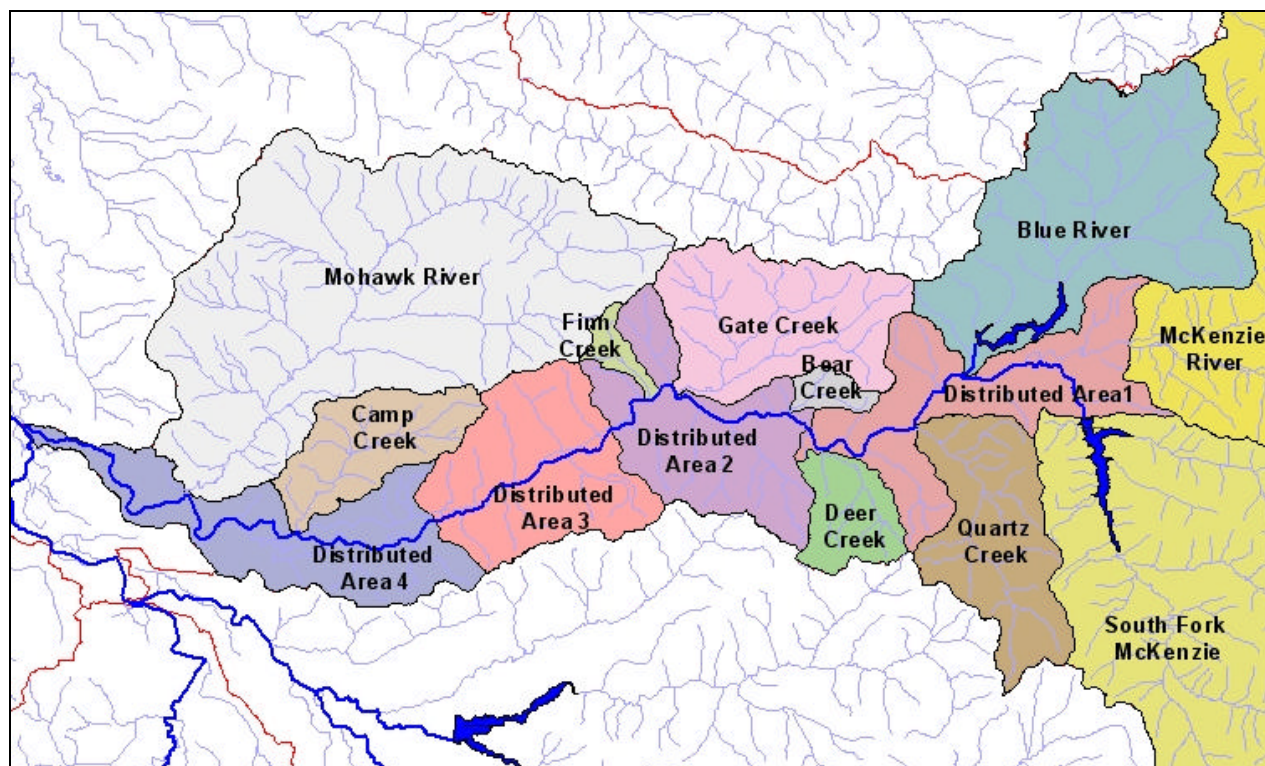 Blue River
Mohawk River
Finn
Creek
Gate Creek
McKenzie
River
Bear
Creek
Distributed Area1
Camp
Creek
Distributed
Area 2
Distributed
Area 3
Deer
Creek
Quartz
Creek
Distributed
Area 4
South Fork
McKenzie